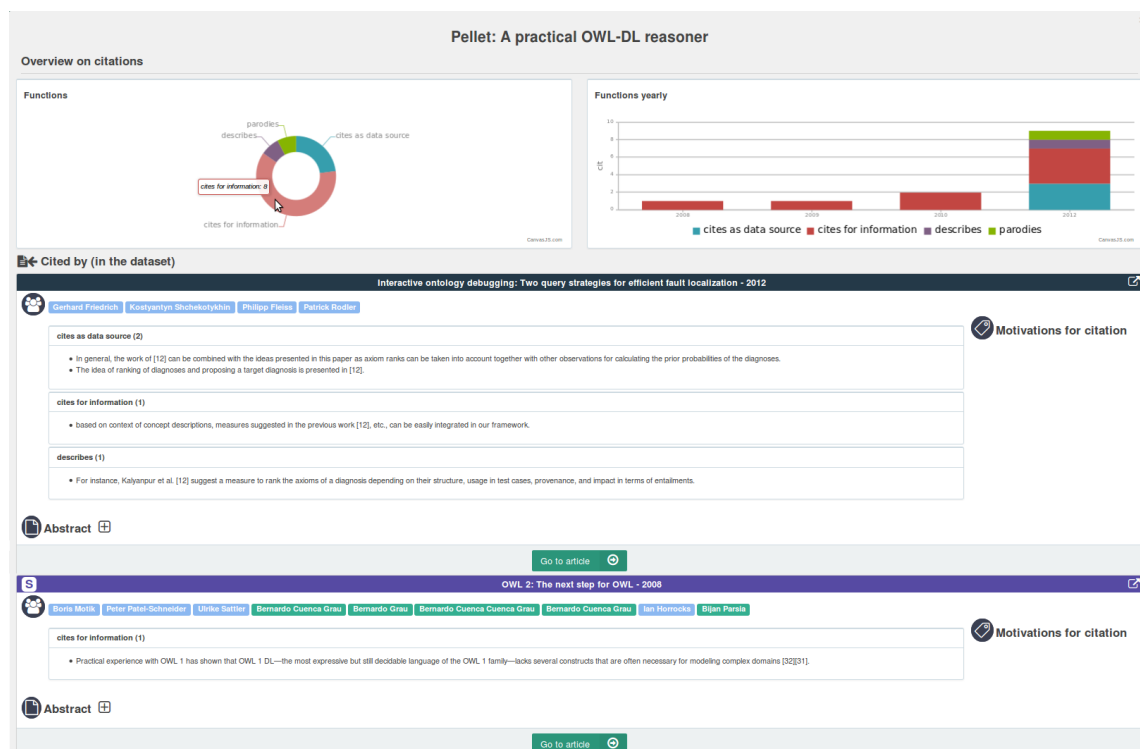 Pellet: A practical OWL-DL reasoner
Overview on citations
Functions
parodies
describes
cites as data source
cites for information: 8
cites for information
CanvasJS.com
Functions yearly
10
8
6
4
2
0
cit
2008
2009
2010
2012
cites as data source cites for information describes parodies
CanvasJS.com
Cited by (in the dataset)
Interactive ontology debugging: Two query strategies for efficient fault localization - 2012
Gerhard Friedrich Kostyantyn Shchekotykhin Philipp Fleiss Patrick Rodler
Motivations for citation
cites as data source (2)
• In general, the work of [12] can be combined with the ideas presented in this paper as axiom ranks can be taken into account together with other observations for calculating the prior probabilities of the diagnoses.
• The idea of ranking of diagnoses and proposing a target diagnosis is presented in [12].
cites for information (1)
• based on context of concept descriptions, measures suggested in the previous work [12], etc., can be easily integrated in our framework.
describes (1)
• For instance, Kalyanpur et al. [12] suggest a measure to rank the axioms of a diagnosis depending on their structure, usage in test cases, provenance, and impact in terms of entailments.
Abstract
Go to article
S
OWL 2: The next step for OWL - 2008
Boris Motik Peter Patel-Schneider Ulrike Sattler Bernardo Cuenca Grau Bernardo Grau Bernardo Cuenca Cuenca Grau Bernardo Cuenca Grau Ian Horrocks Bijan Parsia
Motivations for citation
cites for information (1)
• Practical experience with OWL 1 has shown that OWL 1 DL—the most expressive but still decidable language of the OWL 1 family—lacks several constructs that are often necessary for modeling complex domains [32][31].
Abstract
Go to article